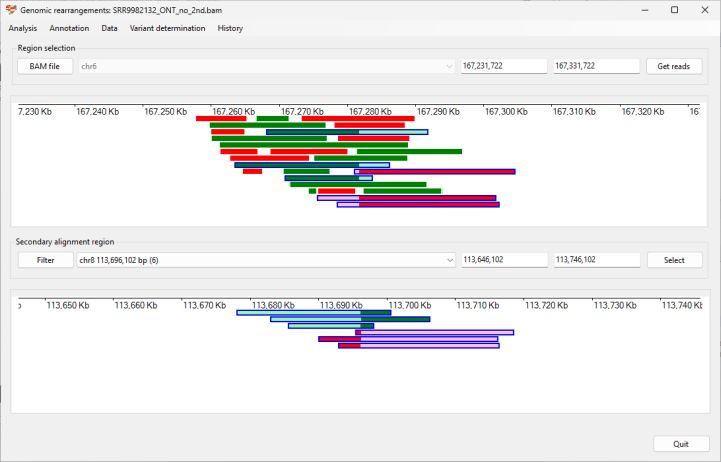 Genomic rearrangements: SRR9982132_ONT_no_2nd.bam
Analysis Annotation Data Variant determination History
Region selection
BAM file chr6 167,231,722 167,331,722 Get reads
7,230 Kb 167,240 Kb 167,250 Kb 167,260 Kb 167,270 Kb 167,280 Kb 167,290 Kb 167,300 Kb 167,310 Kb 167,320 Kb 16
Secondary alignment region
Filter chr8 113,696,102 bp (6) 113,646,102 113,746,102 Select
113,650 Kb 113,660 Kb 113,670 Kb 113,680 Kb 113,690 Kb 113,700 Kb 113,710 Kb 113,720 Kb 113,730 Kb 113,740 Kb
Quit